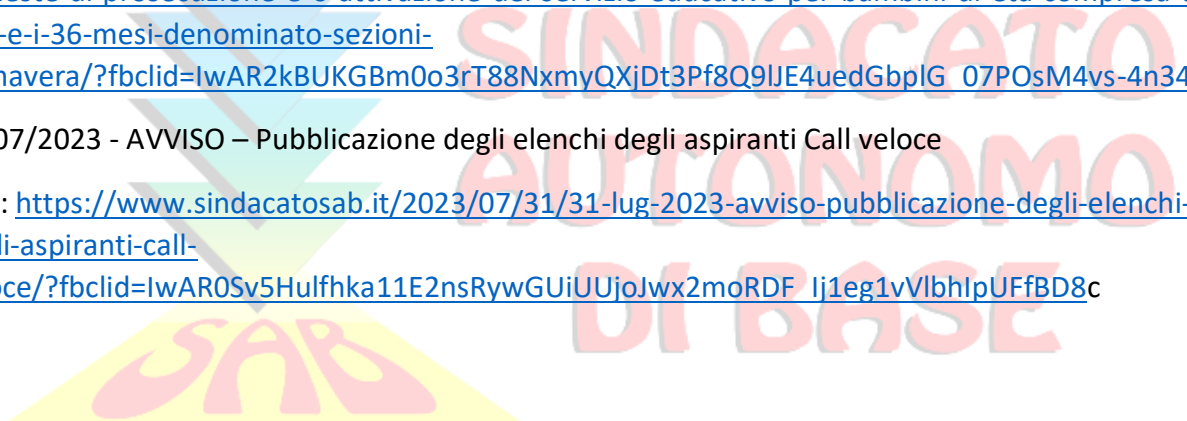 -e-i-36-mesi-denominato-sezioni-
navera/?fbclid=IwAR2kBUKGBm0o3rT88NxmyQXjDt3Pf8Q9lJE4uedGbplG_07POsM4vs-4n34
07/2023 - AVVISO – Pubblicazione degli elenchi degli aspiranti Call veloce
: https://www.sindacatosab.it/2023/07/31/31-lug-2023-avviso-pubblicazione-degli-elenchi-
li-aspiranti-call-
oce/?fbclid=IwAR0Sv5Hulfhka11E2nsRywGUiUUjoJwx2moRDF_Ij1eg1vVlbhIpUFfBD8c
SINDACATO
AUTONOMO
DI BASE
SAB